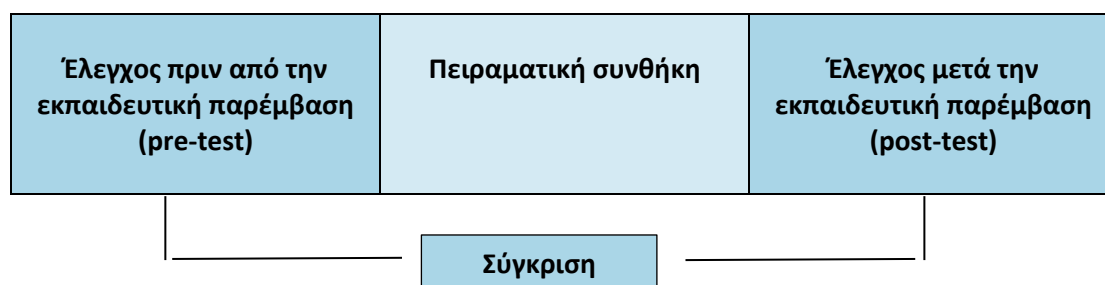 Έλεγχος πριν από την
εκπαιδευτική παρέμβαση
(pre-test)
Πειραματική συνθήκη
Έλεγχος μετά την
εκπαιδευτική παρέμβαση
(post-test)
Σύγκριση